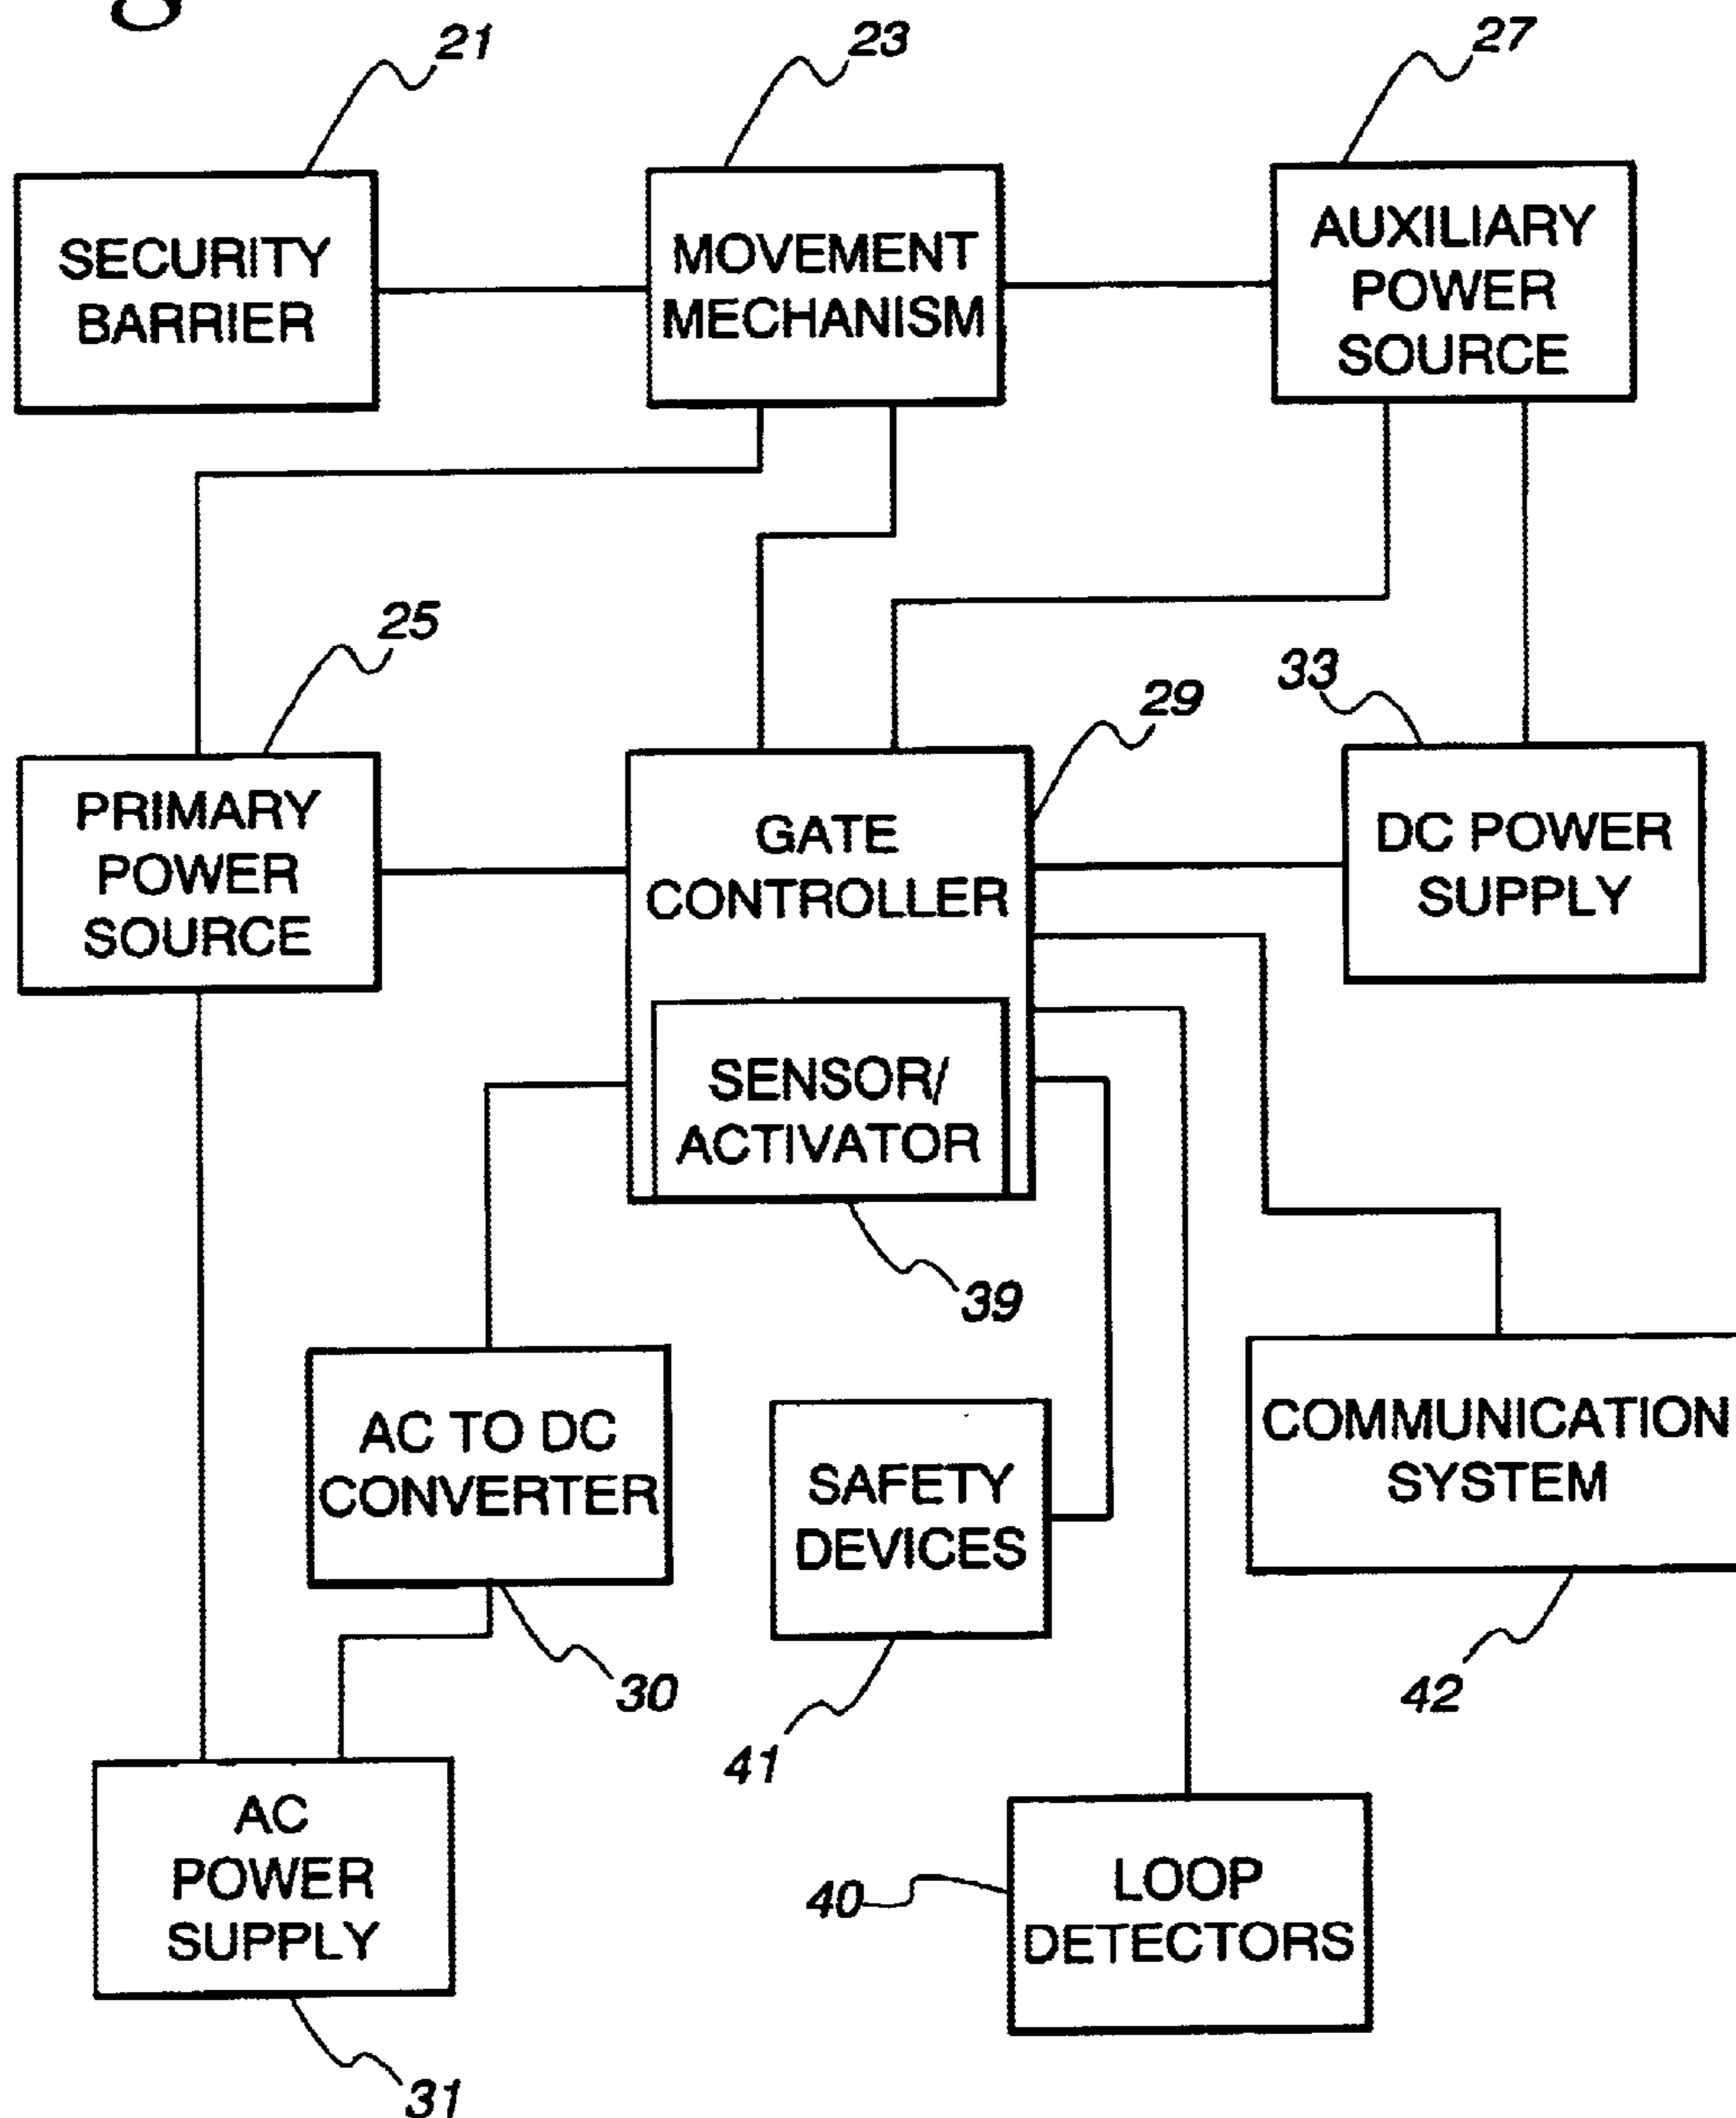 21
23
27
SECURITY
BARRIER
MOVEMENT
MECHANISM
AUXILIARY
POWER
SOURCE
25
29
33
PRIMARY
POWER
SOURCE
GATE
CONTROLLER
DC POWER
SUPPLY
SENSOR/
ACTIVATOR
39
AC TO DC
CONVERTER
SAFETY
DEVICES
COMMUNICATION
SYSTEM
30
41
42
AC
POWER
SUPPLY
40
LOOP
DETECTORS
31